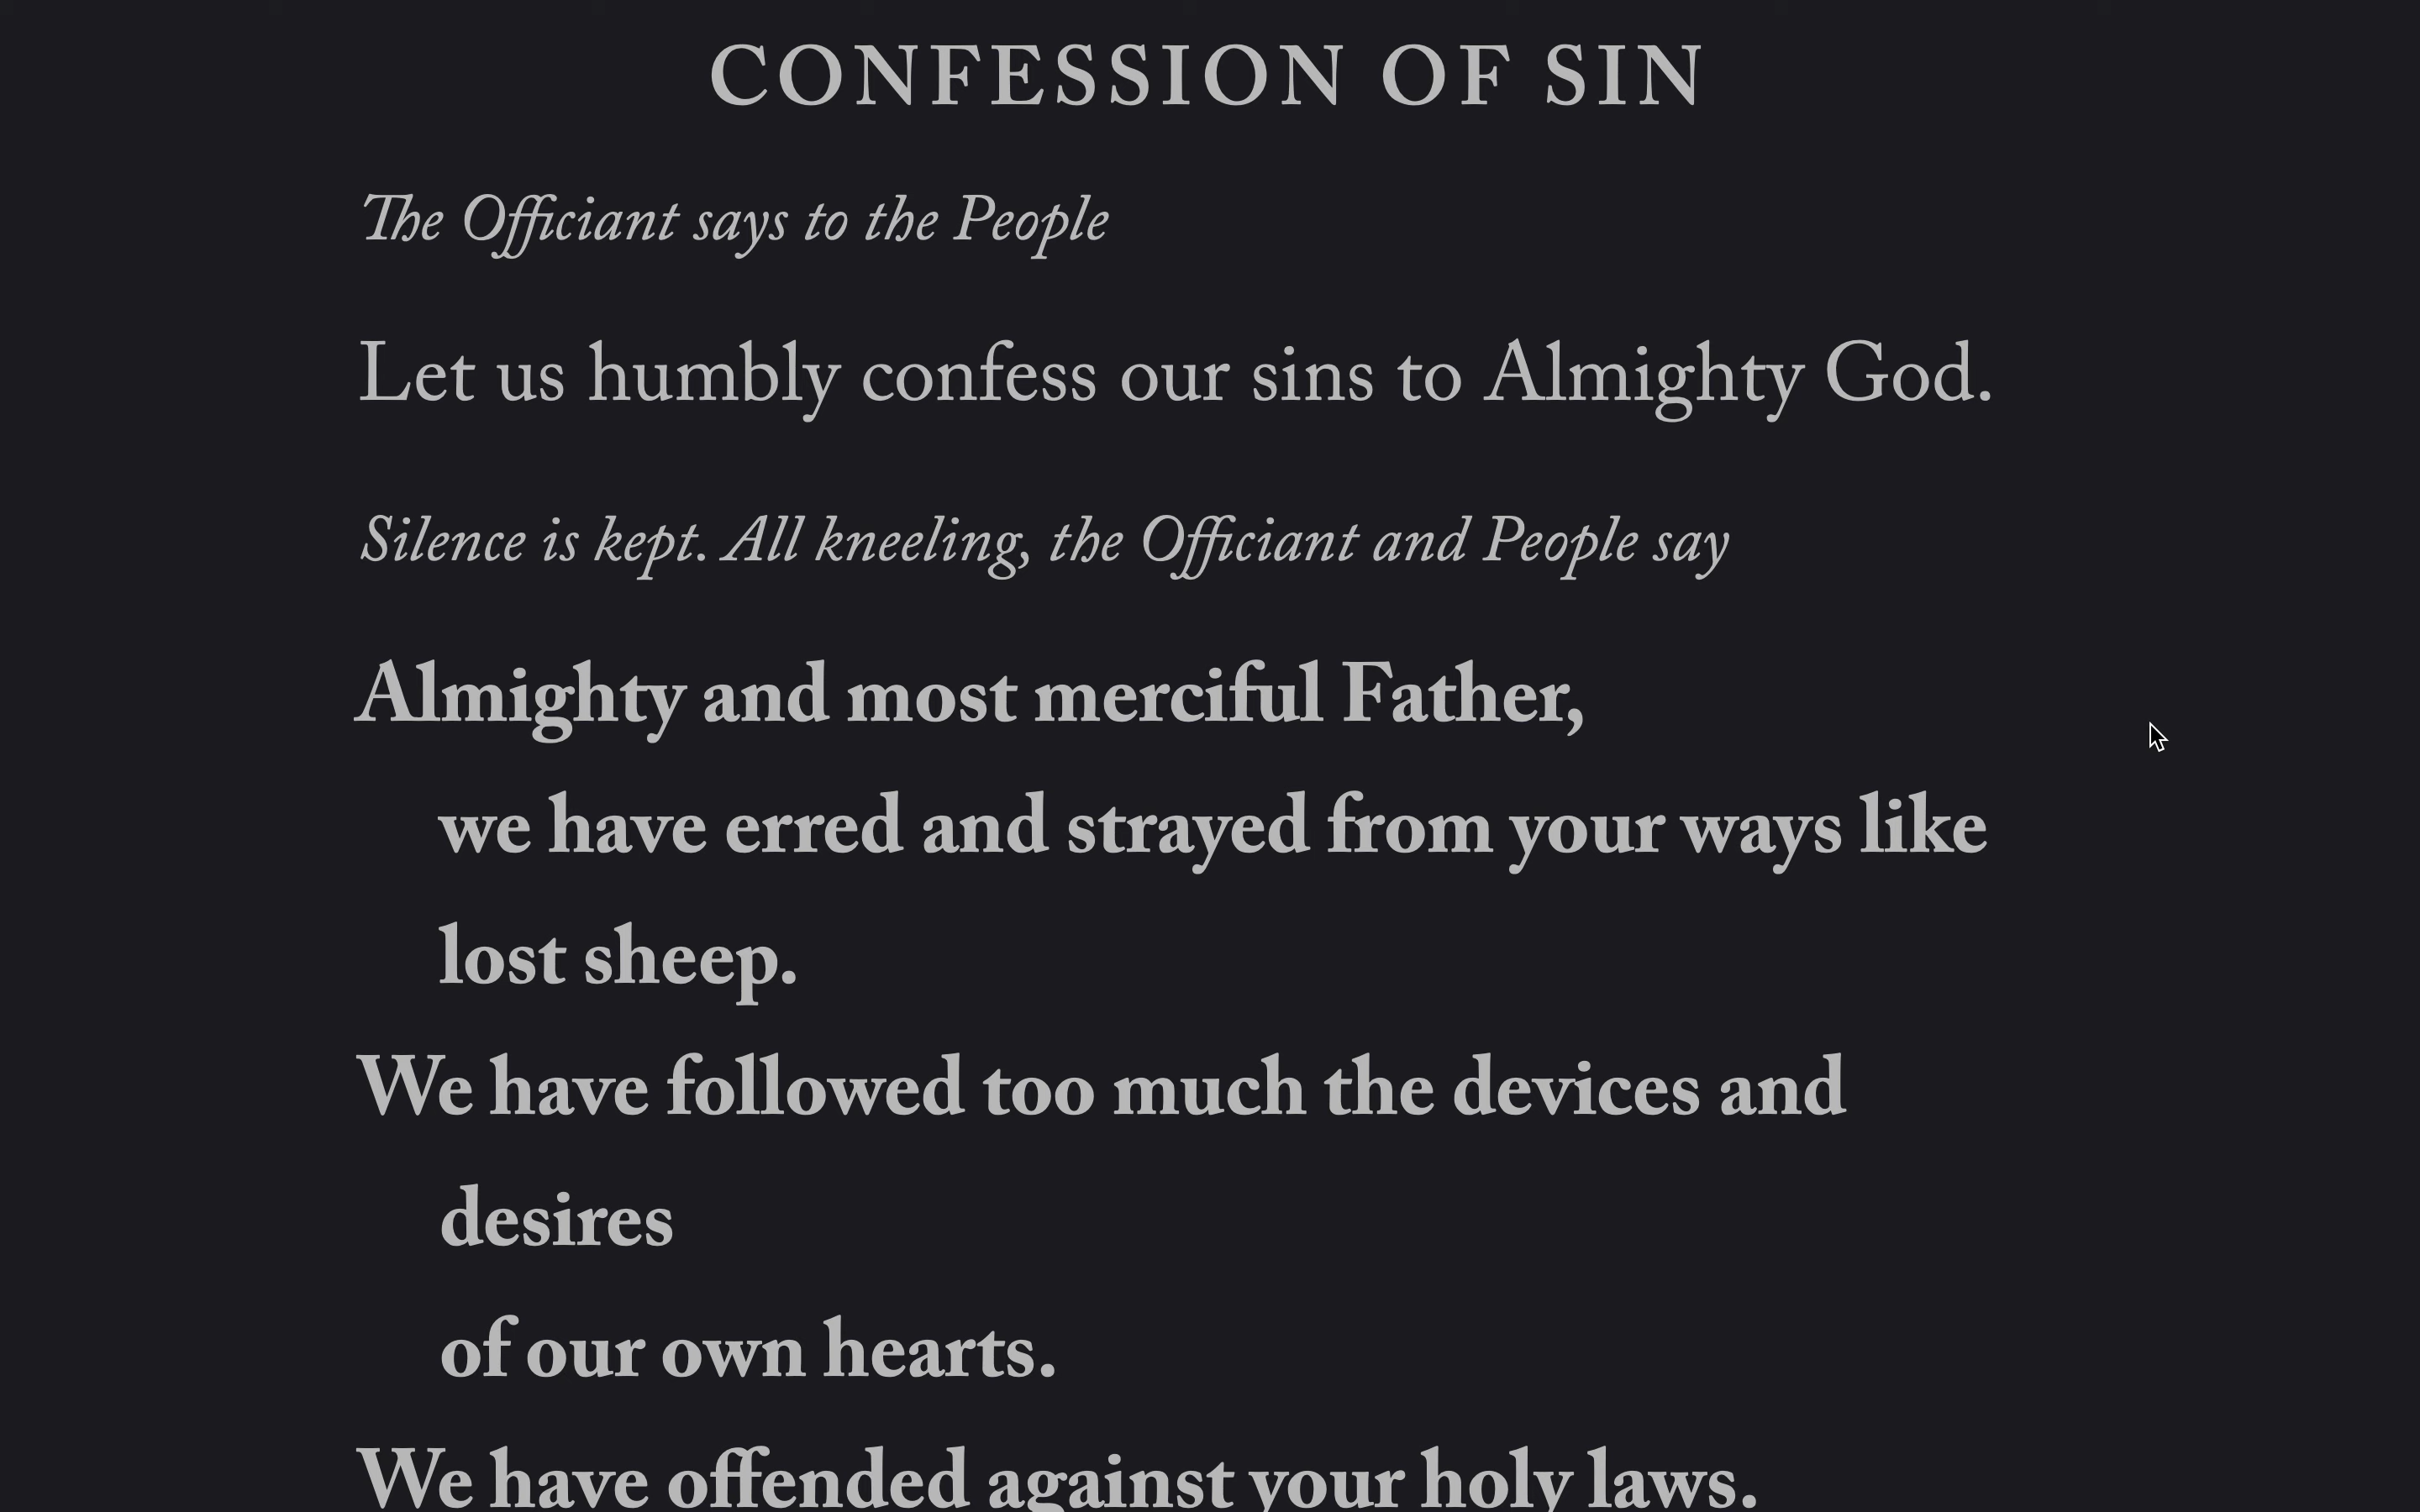 CONFESSION OF SIN
The Officiant says to the People
Let us humbly confess our sins to Almighty God.
Silence is kept. All kneeling, the Officiant and People say
Almighty and most merciful Father,
we have erred and strayed from your ways like
lost sheep.
We have followed too much the devices and
desires
of our own hearts.
We have offended against your holy laws.